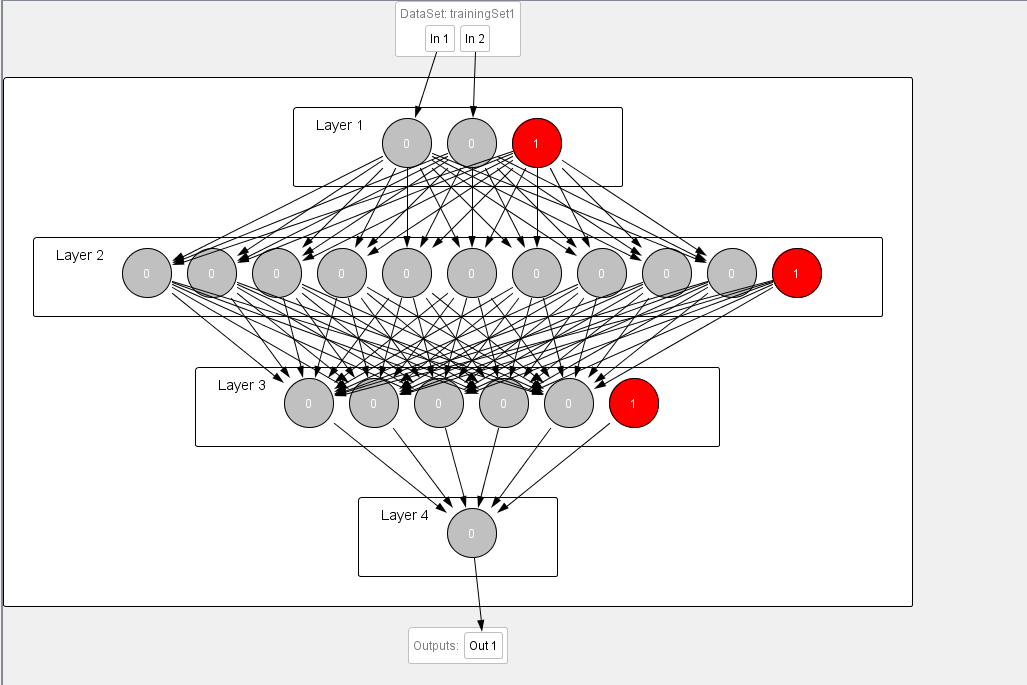 DataSet: trainingSet1
In 1 In 2
Layer 1 0 0 1
Layer 2 0 0 0 0 0 0 0 0 0 0 1
Layer 3 0 0 0 0 0 1
Layer 4 0
Outputs: Out 1